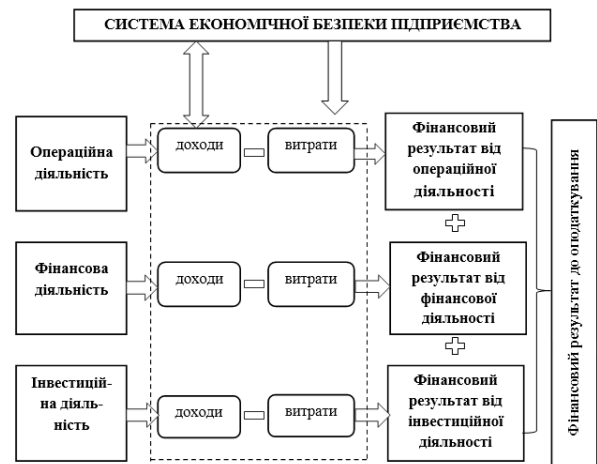 СИСТЕМА ЕКОНОМІЧНОЇ БЕЗПЕКИ ПІДПРИЄМСТВА
Операційна
діяльність
доходи
витрати
Фінансовий
результат від
операційної
діяльності
Фінансова
діяльність
доходи
витрати
Фінансовий
результат від
фінансової
діяльності
Інвестицій-
на діяль-
ність
доходи
витрати
Фінансовий
результат від
інвестиційної
діяльності
Фінансовий результат до оподаткування